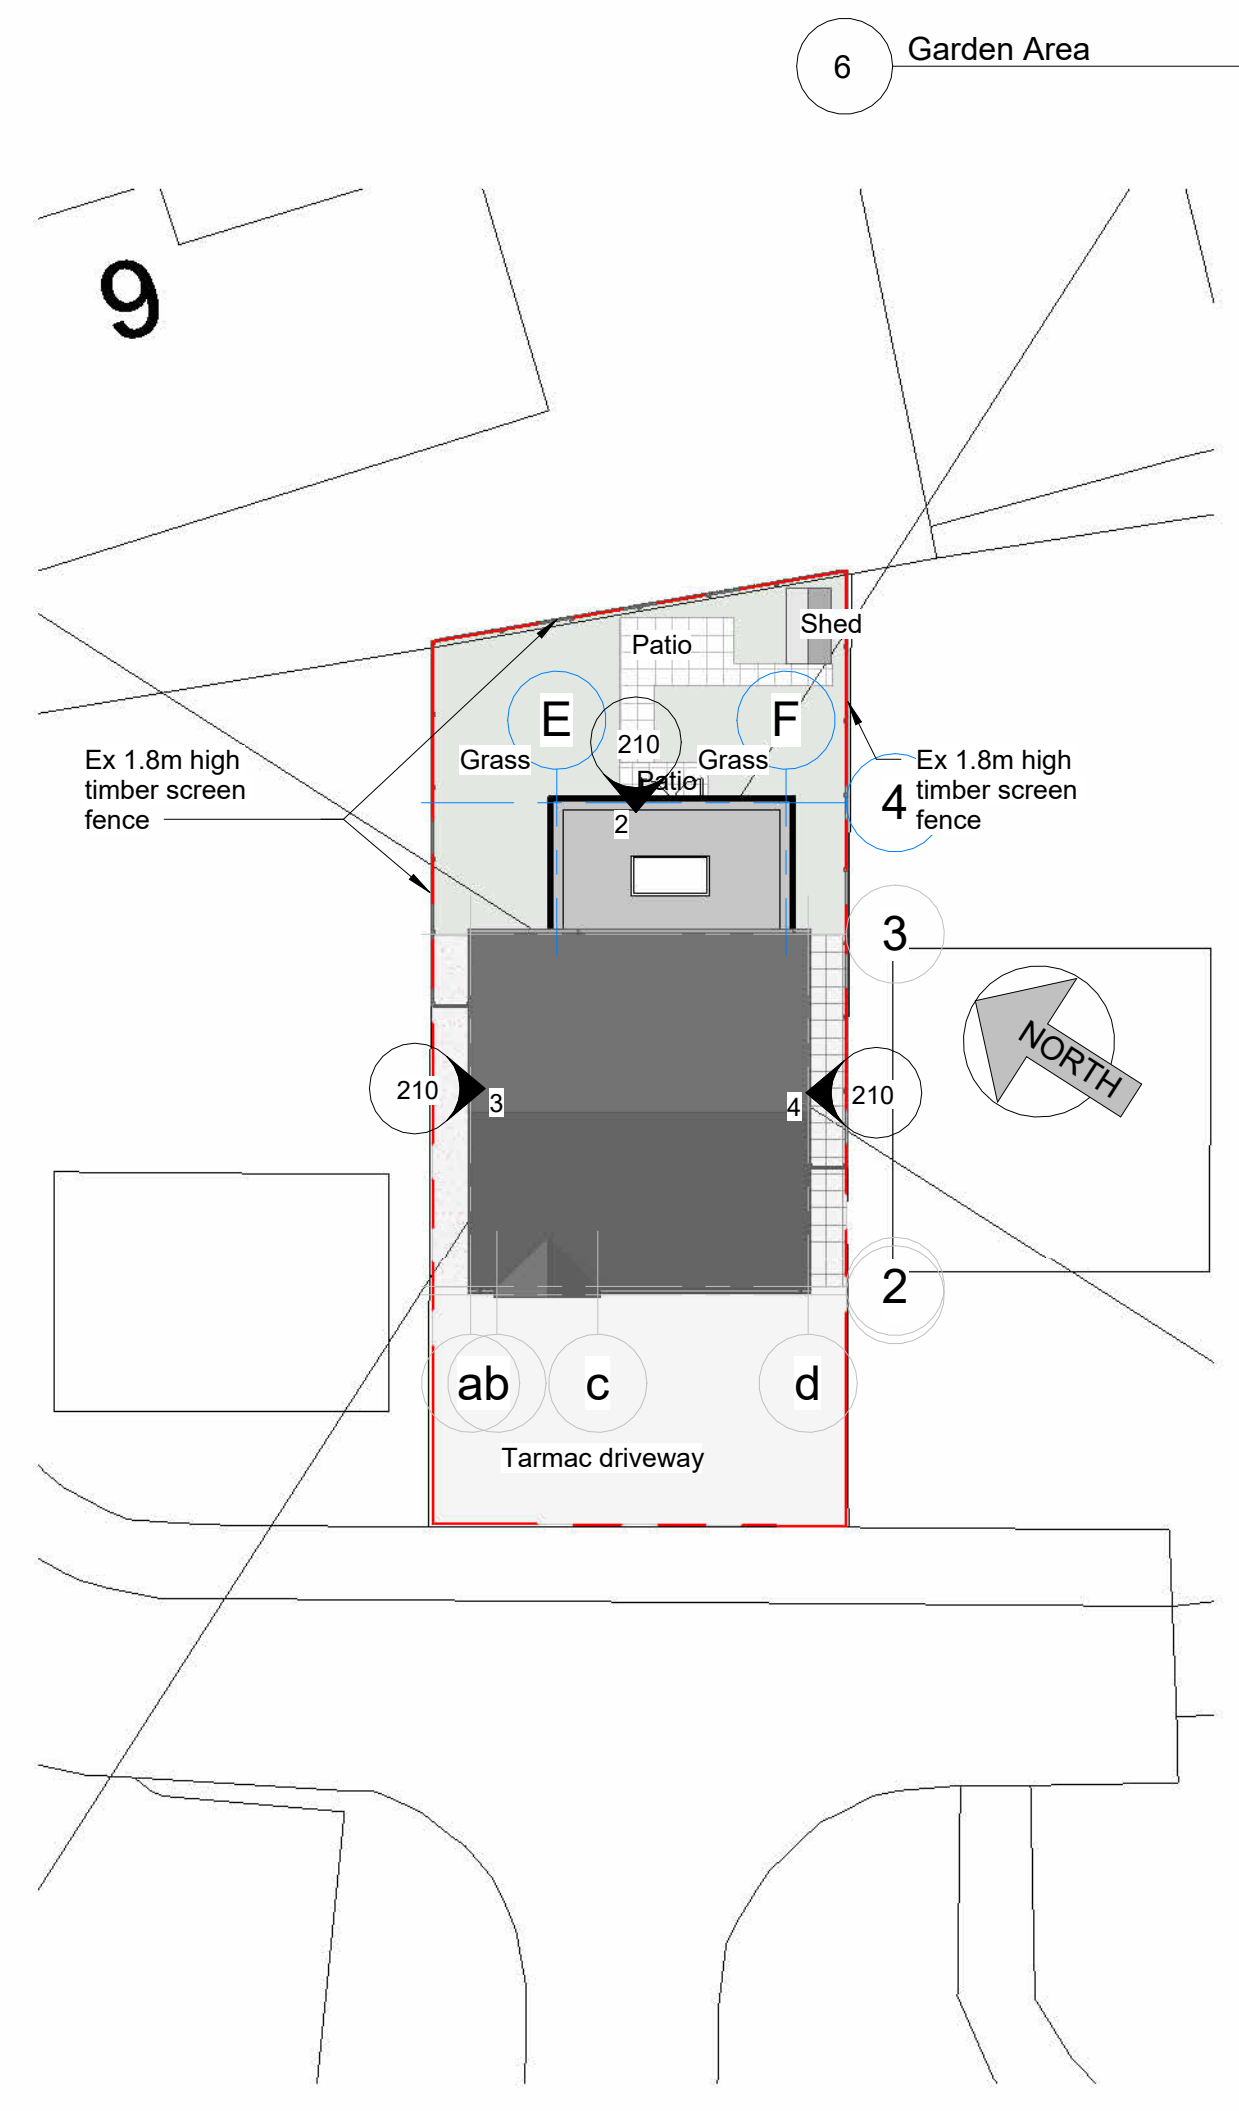 6
Garden Area
9
Shed
Patio
E
F
210
Grass
Grass
Patio
Ex 1.8m high
timber screen
fence
4
Ex 1.8m high
timber screen
fence
2
3
NORTH
210
3
4
210
2
ab
c
d
Tarmac driveway